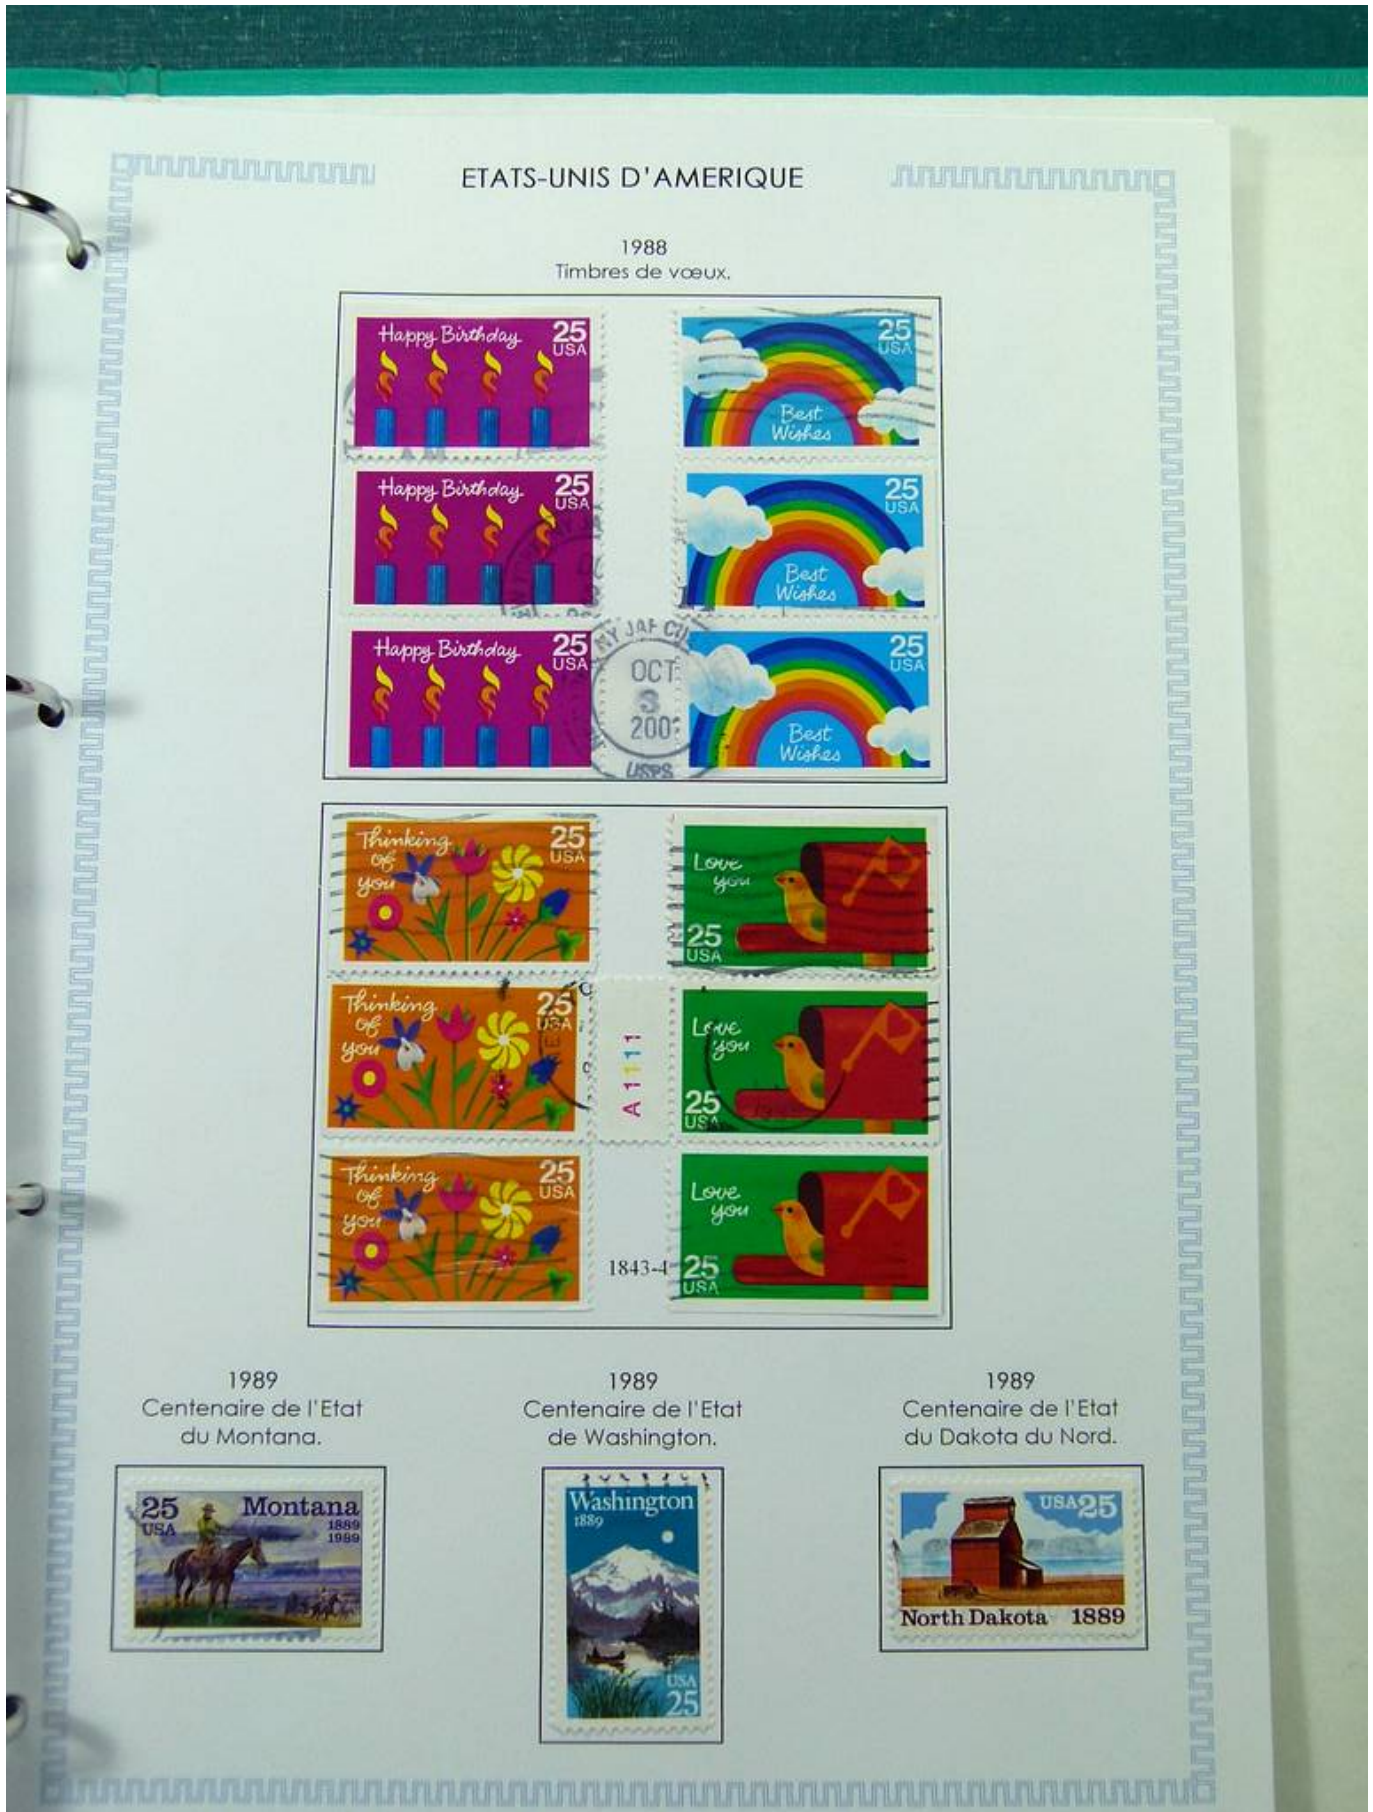 ETATS-UNIS D'AMERIQUE
1988
Timbres de vœux.
Happy Birthday
25
USA
25
USA
Best
Wishes
Happy Birthday
25
USA
25
USA
Best
Wishes
Happy Birthday
25
USA
NY JAF
OCT
3
200
USPS
25
USA
Best
Wishes
Thinking
of
you
25
USA
Love
you
25
USA
Thinking
of
you
25
USA
A1111
Love
you
25
USA
Thinking
of
you
25
USA
1843-4
Love
you
25
USA
1989
Centenaire de l'Etat
du Montana.
1989
Centenaire de l'Etat
de Washington.
1989
Centenaire de l'Etat
du Dakota du Nord.
25
USA
Montana
1889
1989
Washington
1889
USA
25
USA25
North Dakota 1889